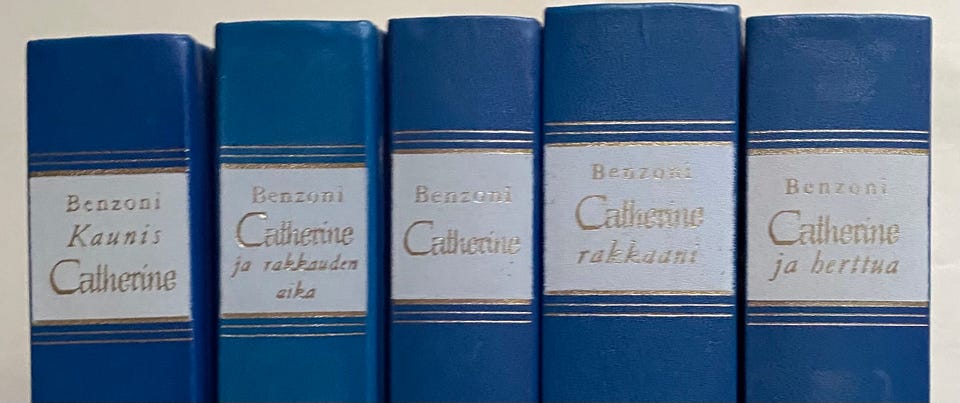 Benzoni
Kaunis
Catherine
Benzoni
Catherine
ja rakkauden
aika
Benzoni
Catherine
Benzoni
Catherine
rakkaani
Benzoni
Catherine
ja herttua